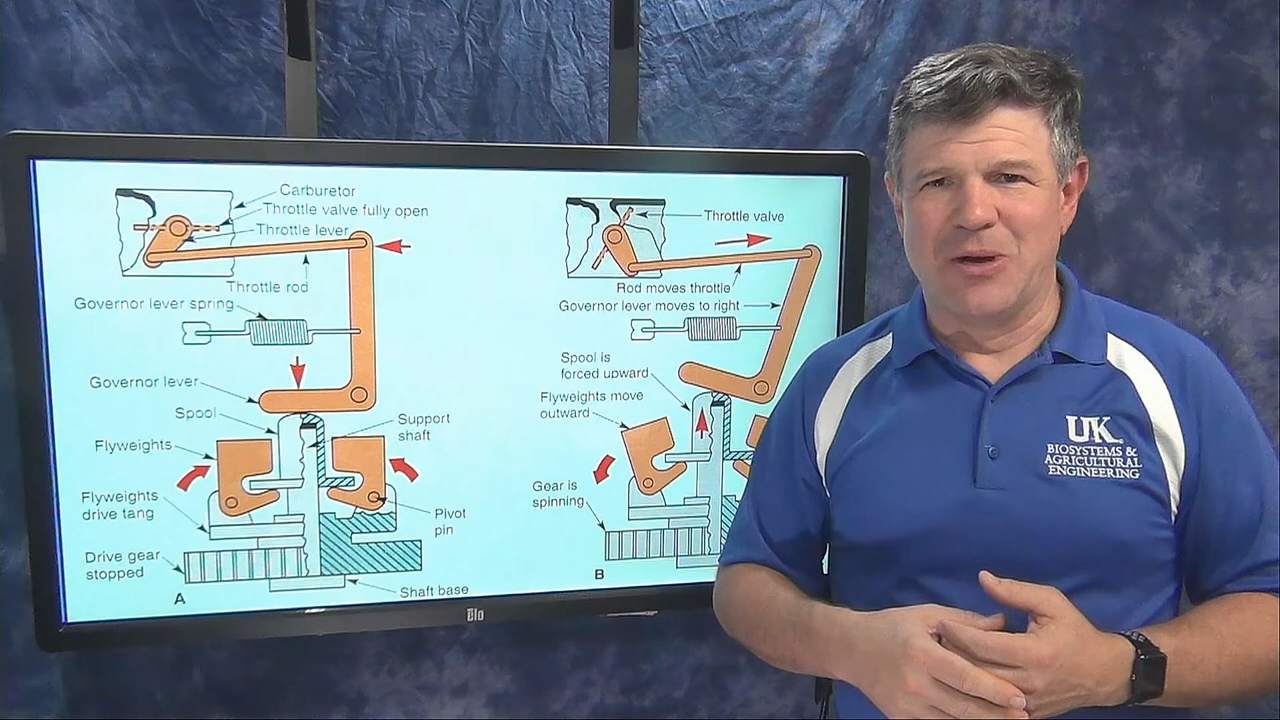 Carburetor
Throttle valve fully open
Throttle lever
Throttle rod
Governor lever spring
Governor lever
Spool
Support
shaft
Flyweights
Flyweights
drive tang
Pivot
pin
Drive gear
stopped
Shaft base
A
Throttle valve
Rod moves throttle
Governor lever moves to right
Spool is
forced upward
Flyweights move
outward
Gear is
spinning
B
elo
UK
BIOSYSTEMS &
AGRICULTURAL
ENGINEERING